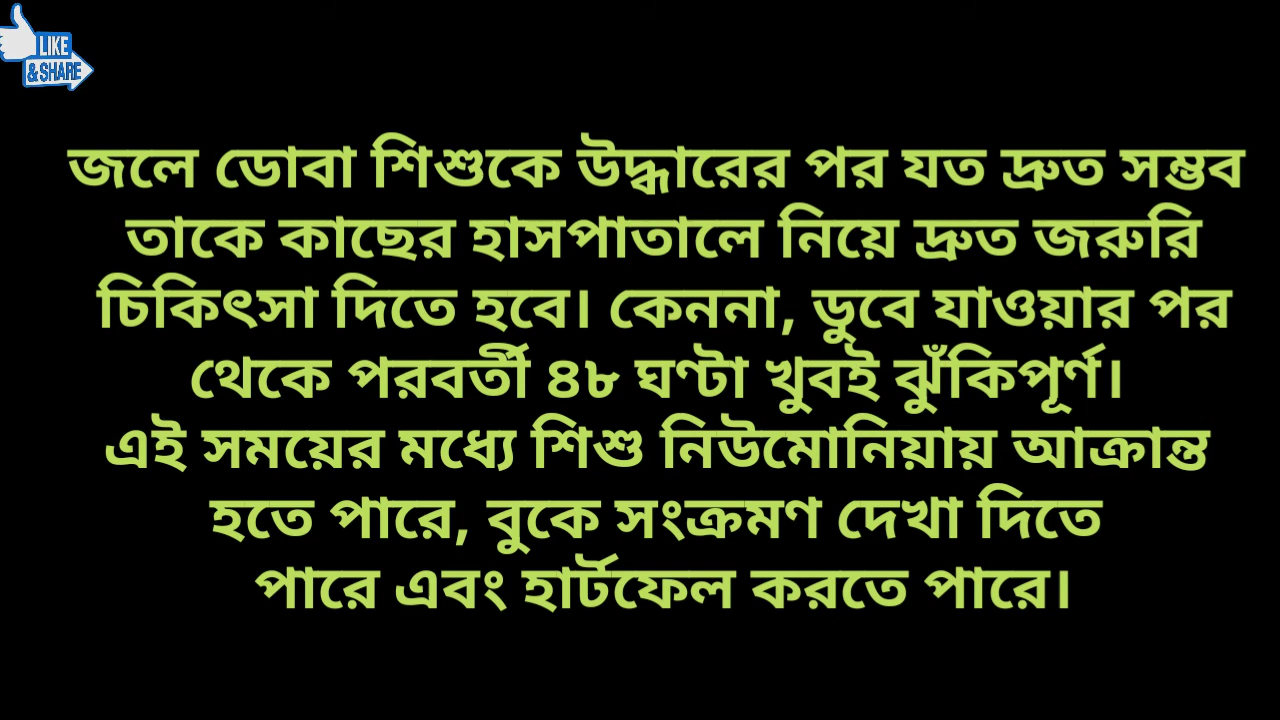 LIKE
& SHARE
জলে ডোবা শিশুকে উদ্ধারের পর যত দ্রুত সম্ভব
তাকে কাছের হাসপাতালে নিয়ে দ্রুত জরুরি
চিকিৎসা দিতে হবে। কেননা, ডুবে যাওয়ার পর
থেকে পরবর্তী ৪৮ ঘণ্টা খুবই ঝুঁকিপূর্ণ।
এই সময়ের মধ্যে শিশু নিউমোনিয়ায় আক্রান্ত
হতে পারে, বুকে সংক্রমণ দেখা দিতে
পারে এবং হার্টফেল করতে পারে।